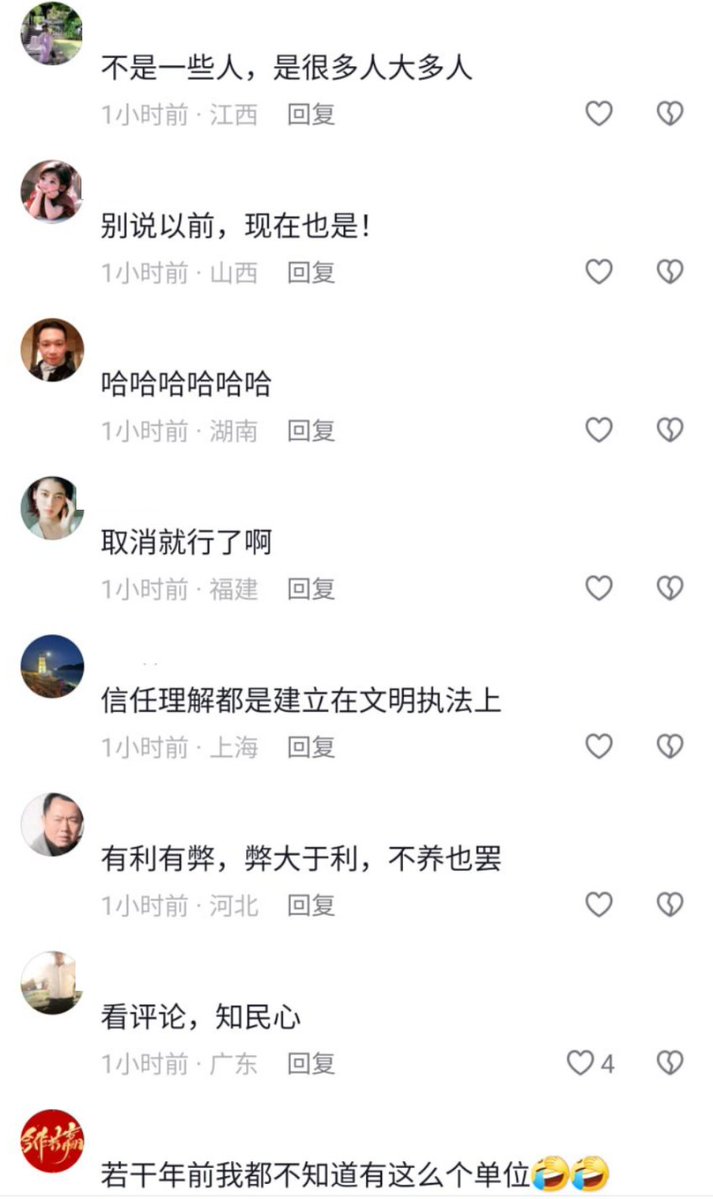 不是一些人，是很多人大多人
1小时前 · 江西 回复
别说以前，现在也是！
1小时前 · 山西 回复
哈哈哈哈哈哈
1小时前 · 湖南 回复
取消就行了啊
1小时前 · 福建 回复
信任理解都是建立在文明执法上
1小时前 · 上海 回复
有利有弊，弊大于利，不养也罢
1小时前 · 河北 回复
看评论，知民心
1小时前 · 广东 回复 4
合作共赢
若干年前我都不知道有这么个单位🤣🤣